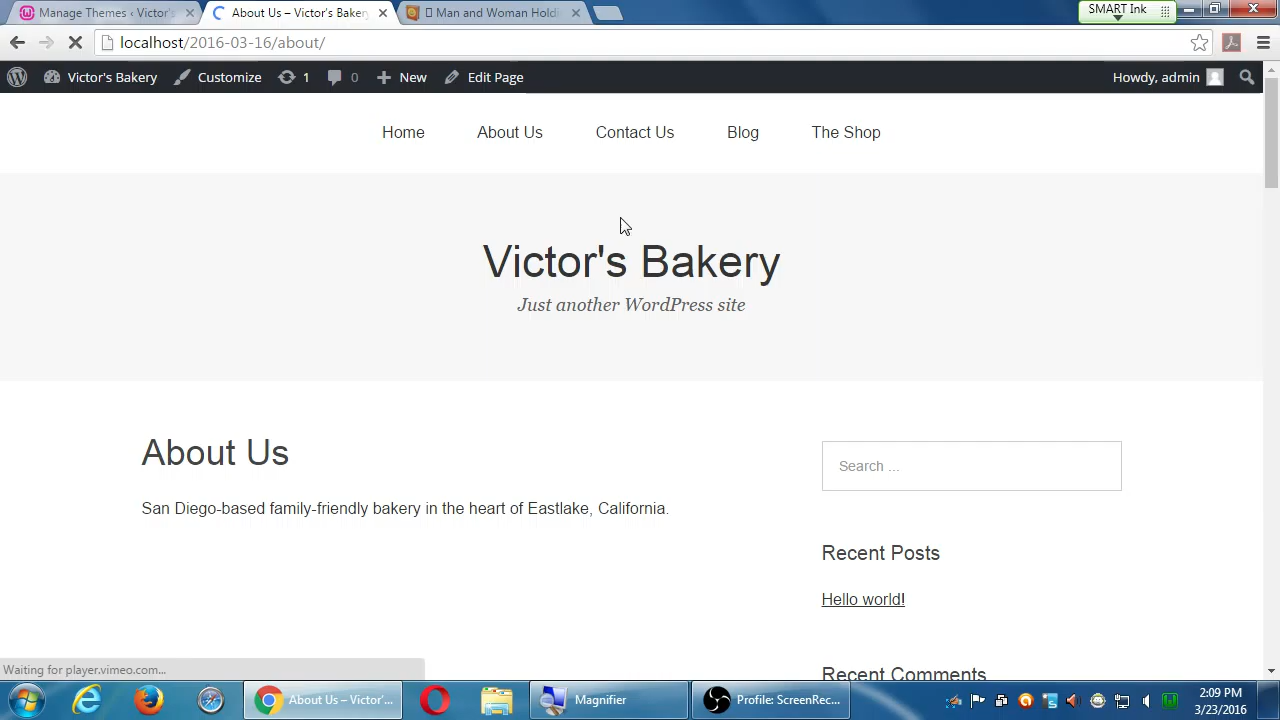 Manage Themes ‹ Victor's
About Us – Victor's Bakery
Man and Woman Holdi
SMART Ink
localhost/2016-03-16/about/
Victor's Bakery Customize 1 0 New Edit Page Howdy, admin
Home About Us Contact Us Blog The Shop
Victor's Bakery
Just another WordPress site
About Us
San Diego-based family-friendly bakery in the heart of Eastlake, California.
Search ...
Recent Posts
Hello world!
Recent Comments
Waiting for player.vimeo.com...
About Us – Victor'... Magnifier Profile: ScreenRec... 2:09 PM
3/23/2016